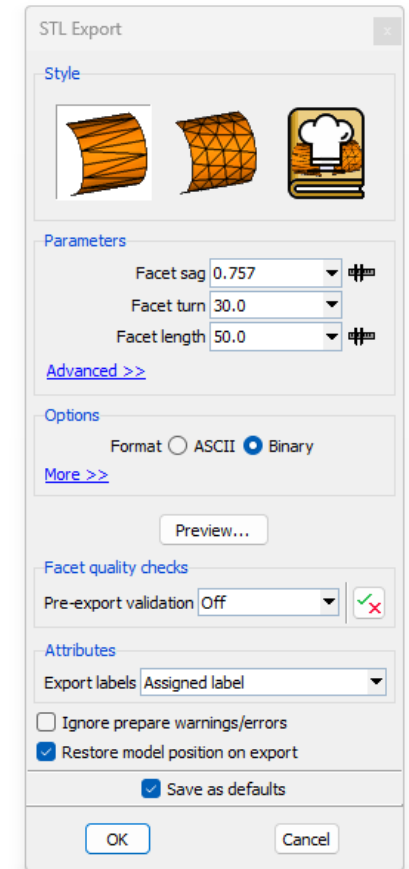 STL Export
x
Style
Parameters
Facet sag 0.757
Facet turn 30.0
Facet length 50.0
Advanced >>
Options
Format ASCII Binary
More >>
Preview...
Facet quality checks
Pre-export validation Off
Attributes
Export labels Assigned label
Ignore prepare warnings/errors
Restore model position on export
Save as defaults
OK Cancel